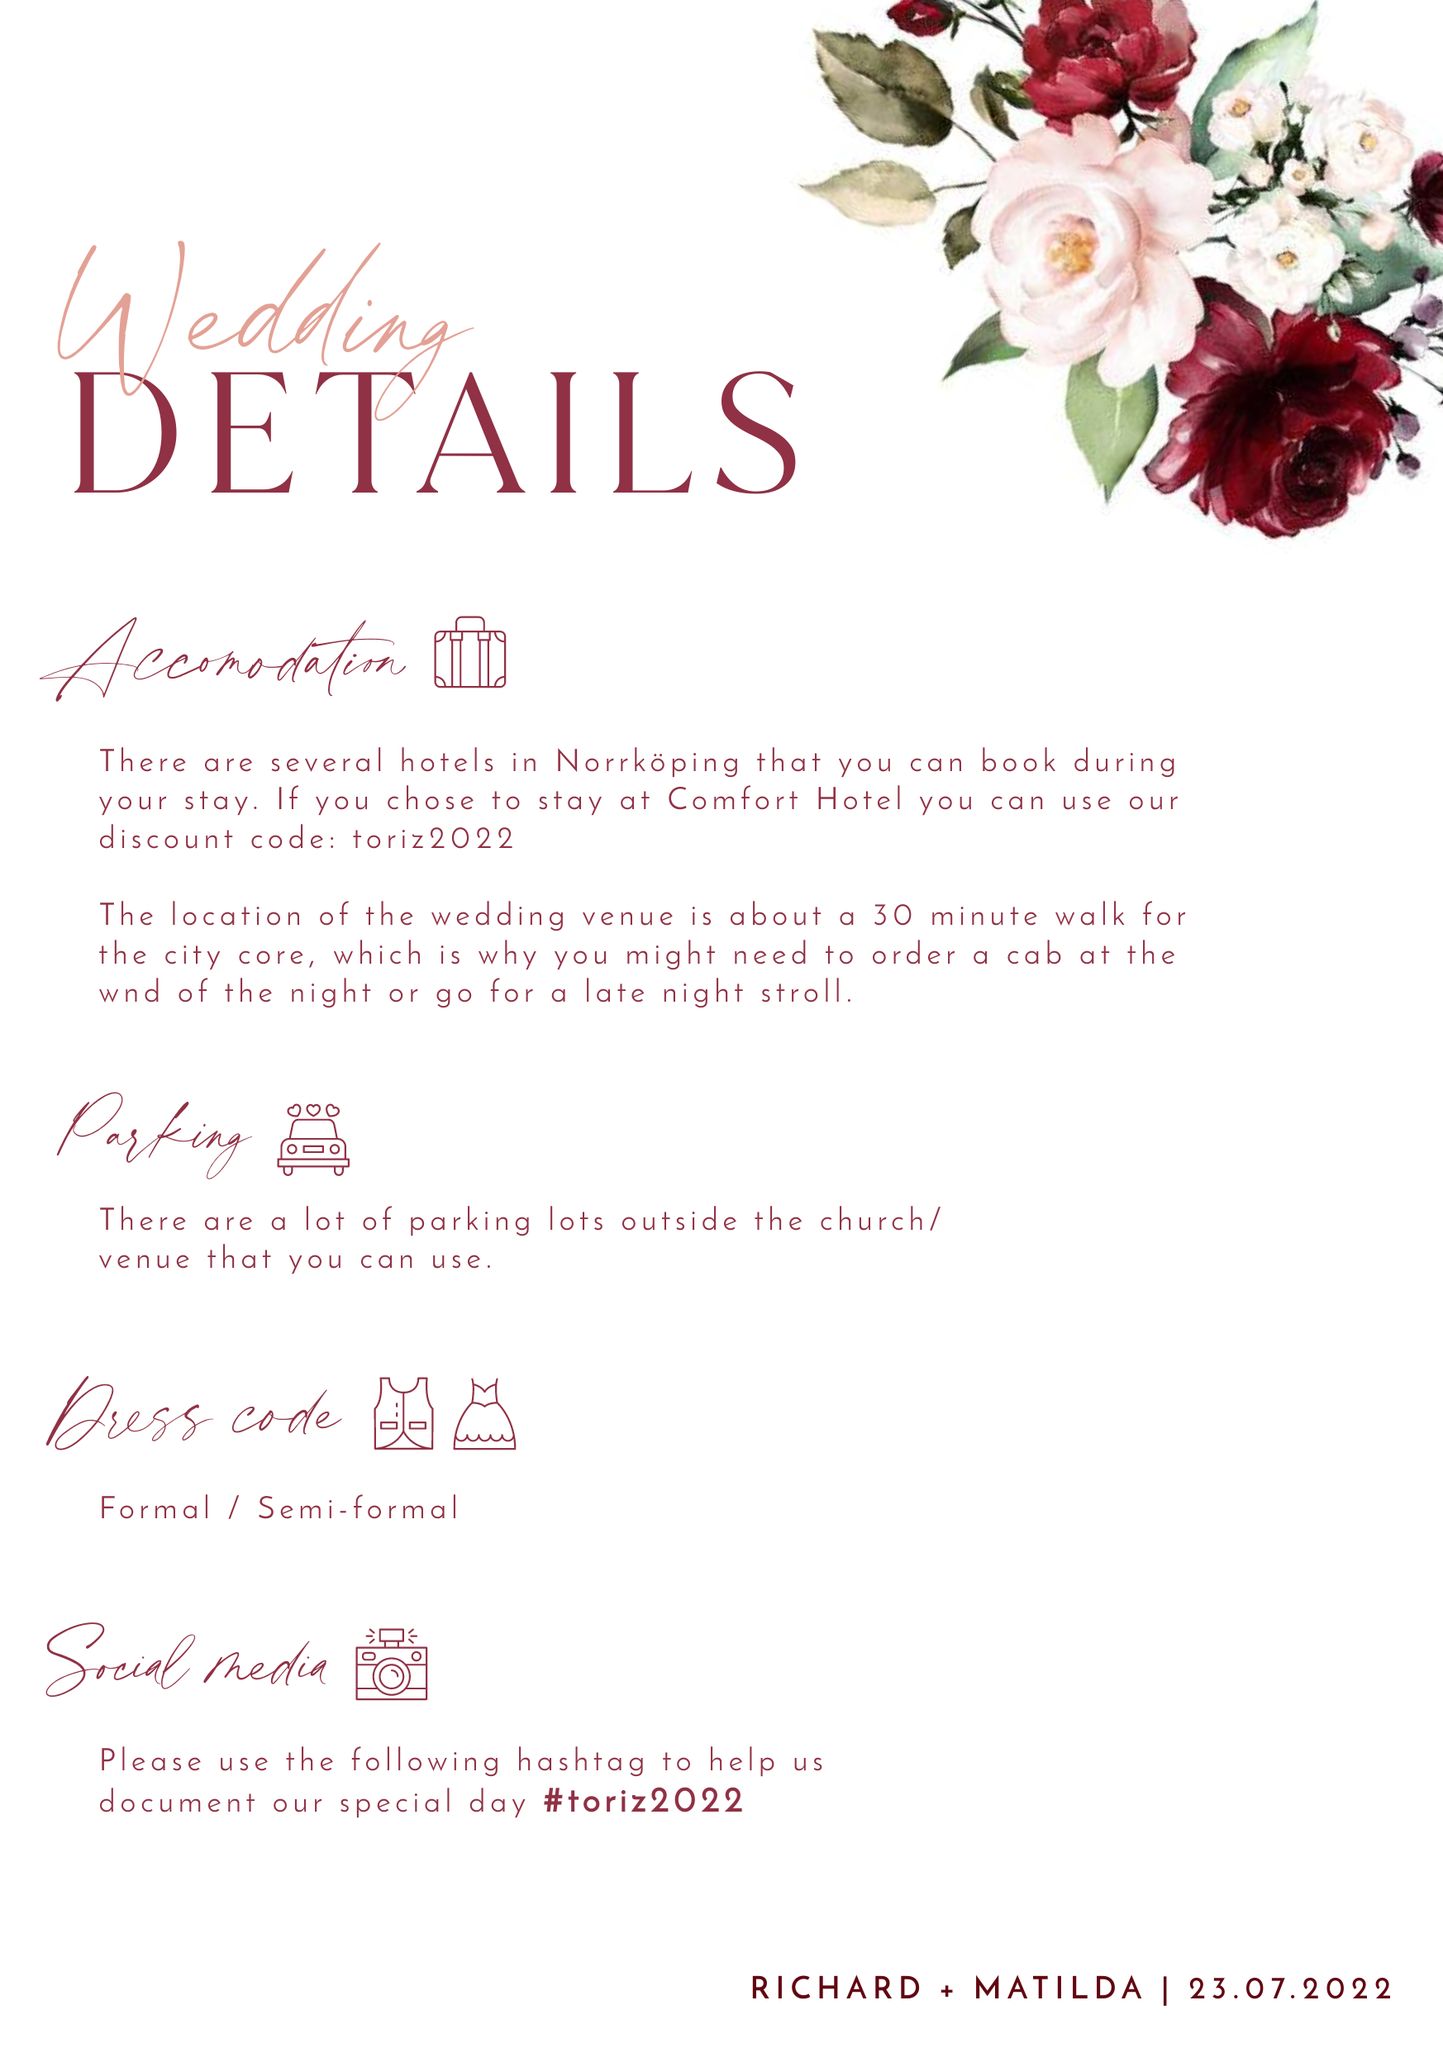 Wedding
DETAILS
Accomodation
There are several hotels in Norrköping that you can book during
your stay. If you chose to stay at Comfort Hotel you can use our
discount code: toriz2022
The location of the wedding venue is about a 30 minute walk for
the city core, which is why you might need to order a cab at the
wnd of the night or go for a late night stroll.
Parking
There are a lot of parking lots outside the church/
venue that you can use.
Dress code
Formal / Semi-formal
Social media
Please use the following hashtag to help us
document our special day #toriz2022
RICHARD + MATILDA | 23.07.2022